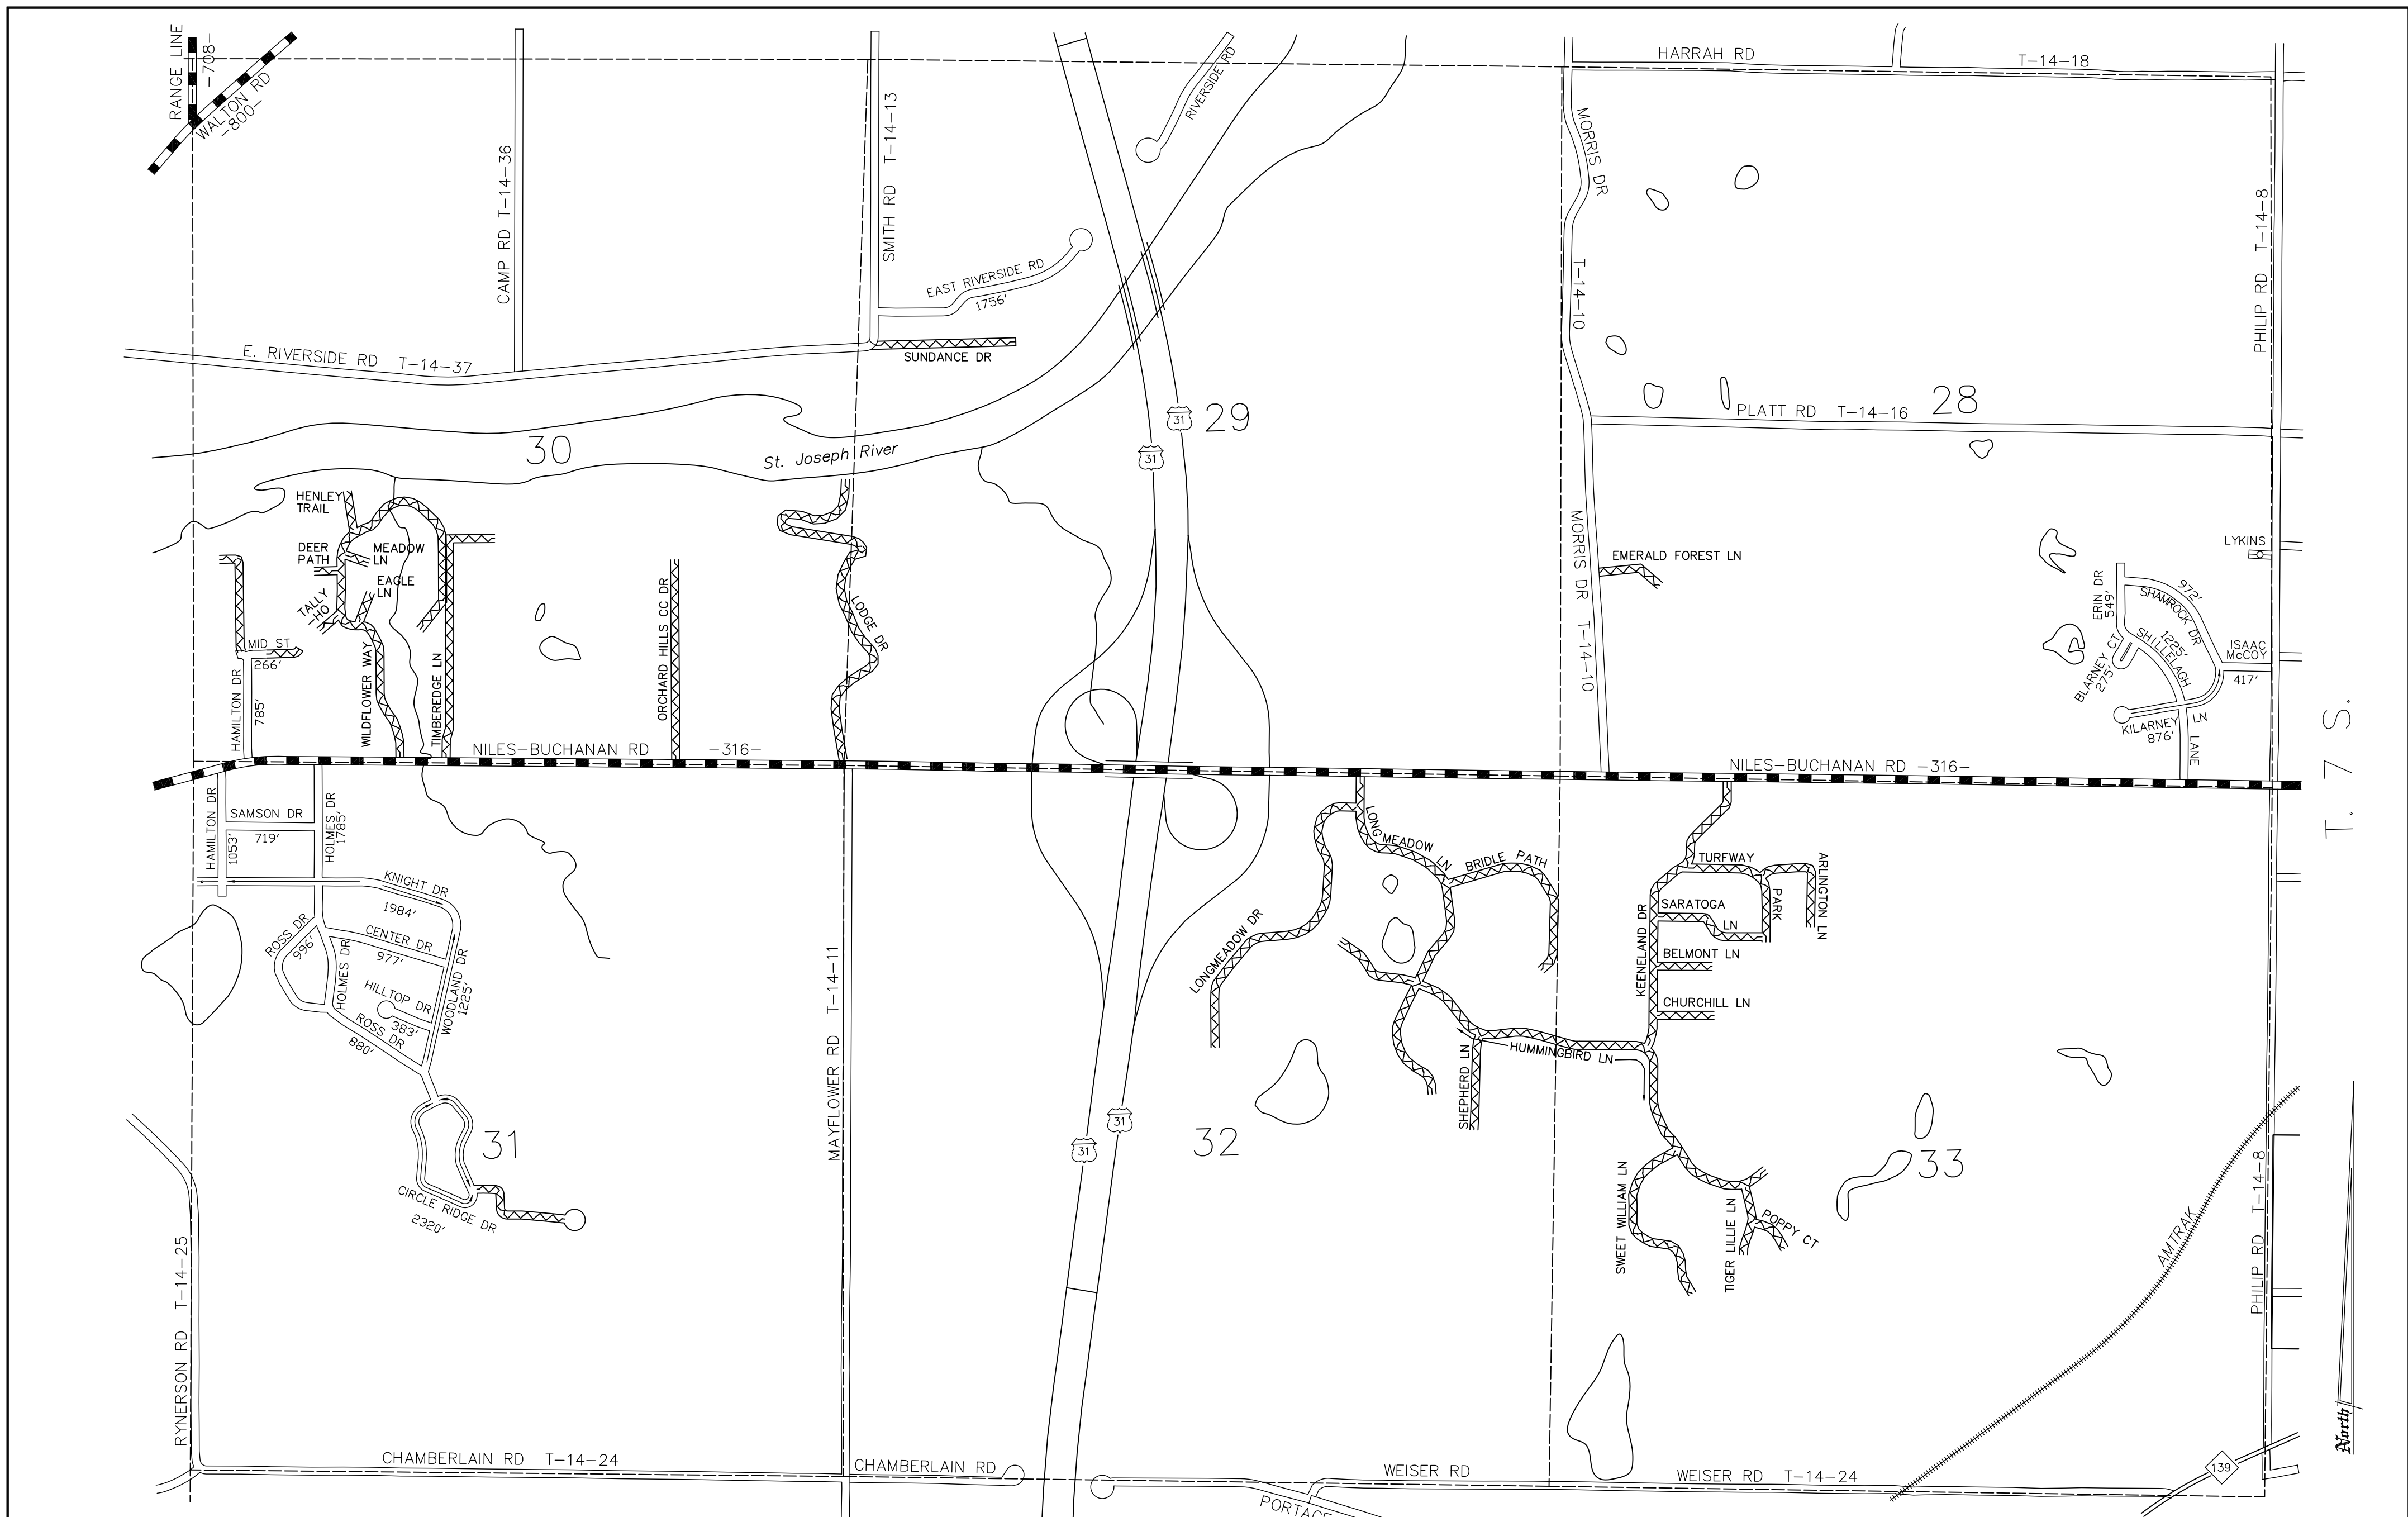 RANGE LINE
-708-
WALTON RD
-800-
HARRAH RD
T-14-18
RIVERSIDE RD
SMITH RD T-14-13
CAMP RD T-14-36
MORRIS DR
T-14-10
PHILIP RD T-14-8
EAST RIVERSIDE RD
1756'
E. RIVERSIDE RD T-14-37
SUNDANCE DR
31
29
PLATT RD T-14-16
28
30
St. Joseph River
31
HENLEY
TRAIL
DEER
PATH
MEADOW
LN
EAGLE
LN
TALLY
-HO
MID ST
266'
HAMILTON DR
785'
WILDFLOWER WAY
TIMBEREDGE LN
ORCHARD HILLS CC DR
LODGE DR
MORRIS DR T-14-10
EMERALD FOREST LN
LYKINS
ERIN DR
549'
972'
SHAMROCK DR
1225'
SHILLELAGH
LANE
BLARNEY CT
275'
ISAAC
McCOY
417'
KILARNEY LN
876'
T. 7 S.
NILES-BUCHANAN RD -316-
NILES-BUCHANAN RD -316-
HAMILTON DR
1053'
SAMSON DR
719'
HOLMES DR
1785'
KNIGHT DR
1984'
ROSS DR
996'
CENTER DR
977'
HOLMES DR
HILLTOP DR
383'
WOODLAND DR
1225'
ROSS DR
880'
31
CIRCLE RIDGE DR
2320'
MAYFLOWER RD T-14-11
LONG MEADOW LN
BRIDLE PATH
LONGMEADOW DR
TURFWAY
PARK
ARLINGTON LN
SARATOGA
LN
KEENELAND DR
BELMONT LN
CHURCHILL LN
HUMMINGBIRD LN
SHEPHERD LN
31
31
32
33
SWEET WILLIAM LN
TIGER LILLIE LN
POPPY CT
AMTRAK
PHILIP RD T-14-8
RYNERSON RD T-14-25
North
CHAMBERLAIN RD T-14-24
CHAMBERLAIN RD
WEISER RD
WEISER RD T-14-24
139
PORTAGE